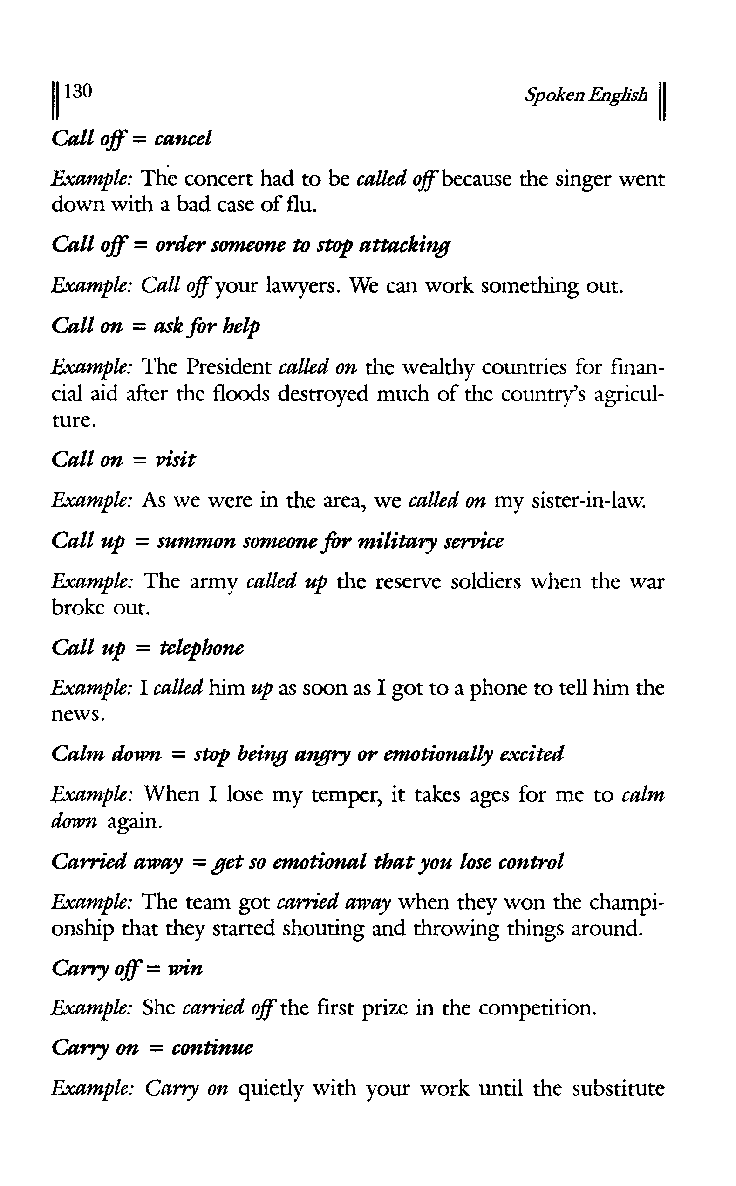 130 Spoken English
Call off = cancel
Example: The concert had to be called off because the singer went
down with a bad case of flu.
Call off = order someone to stop attacking
Example: Call off your lawyers. We can work something out.
Call on = ask for help
Example: The President called on the wealthy countries for finan-
cial aid after the floods destroyed much of the country's agricul-
ture.
Call on = visit
Example: As we were in the area, we called on my sister-in-law.
Call up = summon someone for military service
Example: The army called up the reserve soldiers when the war
broke out.
Call up = telephone
Example: I called him up as soon as I got to a phone to tell him the
news.
Calm down = stop being angry or emotionally excited
Example: When I lose my temper, it takes ages for me to calm
down again.
Carried away = get so emotional that you lose control
Example: The team got carried away when they won the champi-
onship that they started shouting and throwing things around.
Carry off = win
Example: She carried off the first prize in the competition.
Carry on = continue
Example: Carry on quietly with your work until the substitute